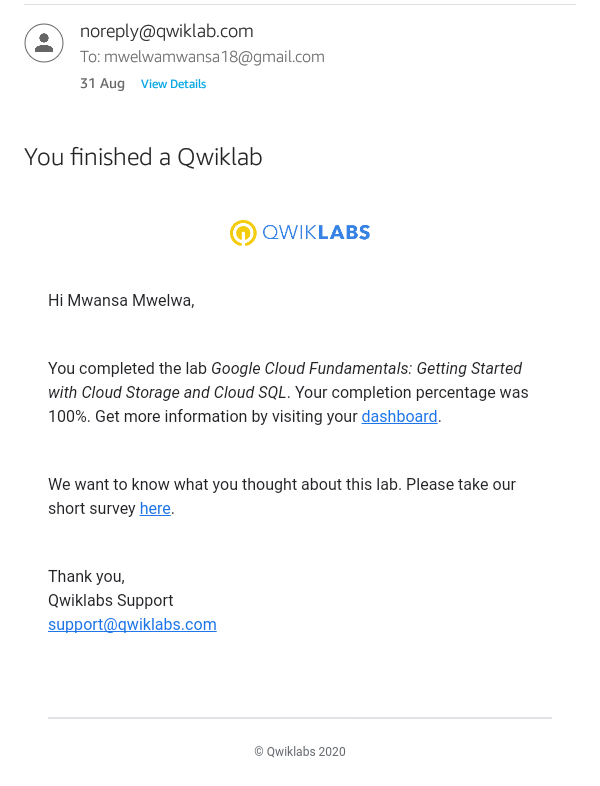 noreply@qwiklab.com
To: mwelwamwansa18@gmail.com
31 Aug View Details
You finished a Qwiklab
QWIKLABS
Hi Mwansa Mwelwa,
You completed the lab Google Cloud Fundamentals: Getting Started
with Cloud Storage and Cloud SQL. Your completion percentage was
100%. Get more information by visiting your dashboard.
We want to know what you thought about this lab. Please take our
short survey here.
Thank you,
Qwiklabs Support
support@qwiklabs.com
© Qwiklabs 2020